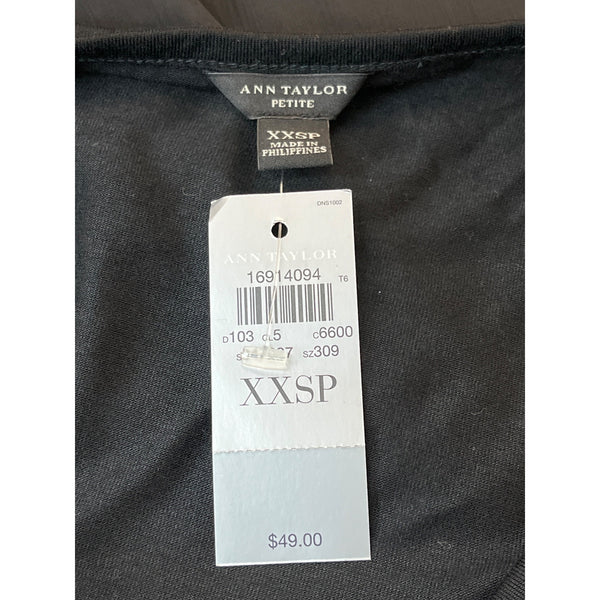 ANN TAYLOR
PETITE
XXSP
MADE IN
PHILIPPINES
DNS1002
ANN TAYLOR
16914094 T6
D103 CL5 C6600
SZ309
XXSP
$49.00